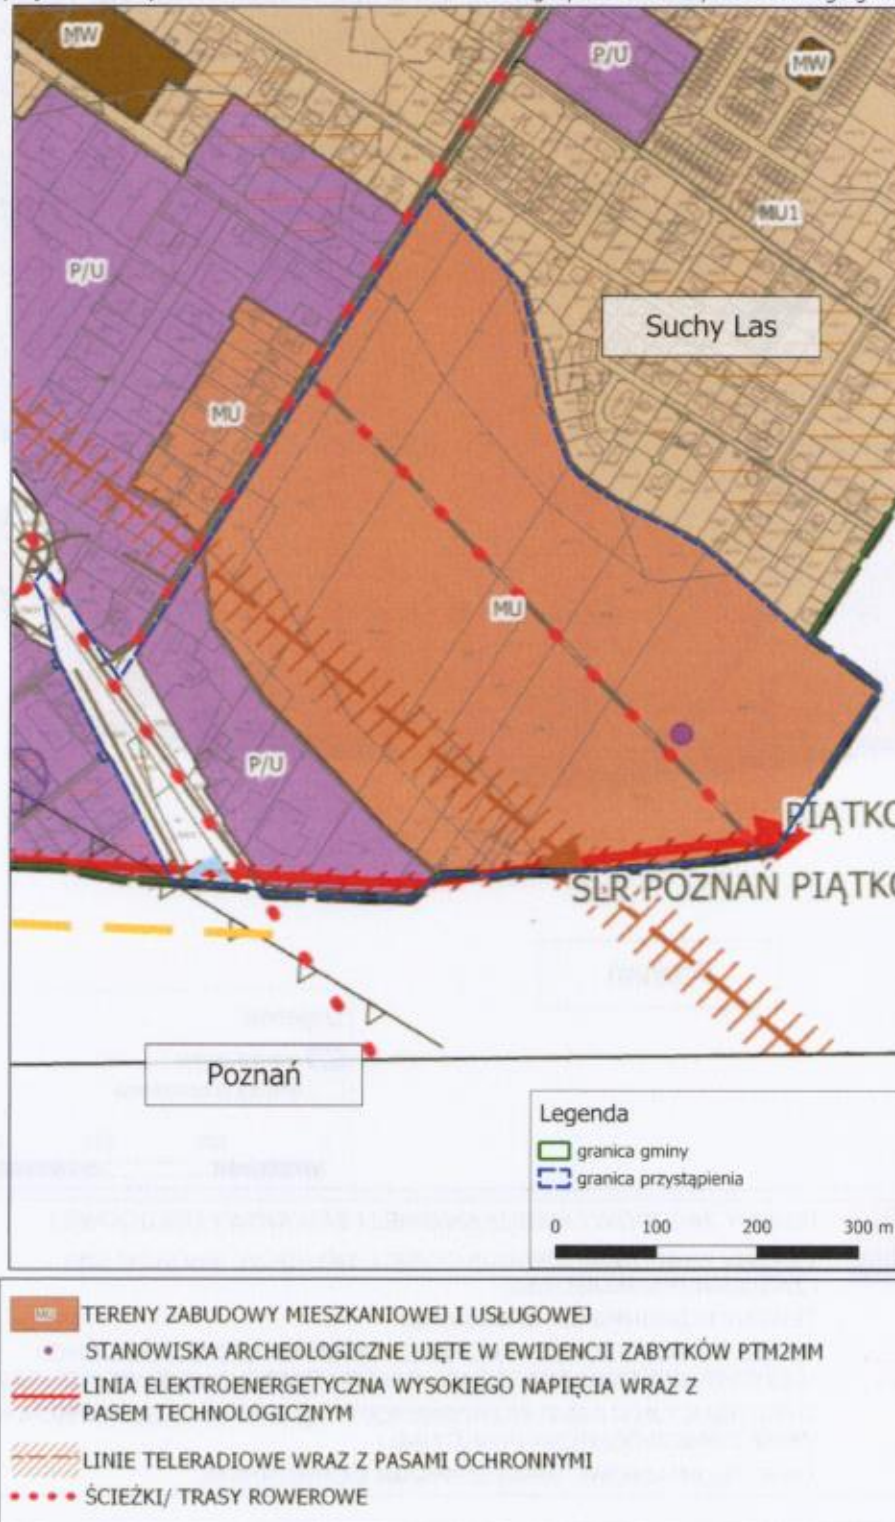 MW
P/U
MW
MU1
P/U
Suchy Las
MU
MU
P/U
PIĄTKO
SLR POZNAŃ PIĄTKO
Poznań
Legenda
granica gminy
granica przystąpienia
0 100 200 300 m
MU TERENY ZABUDOWY MIESZKANIOWEJ I USŁUGOWEJ
STANOWISKA ARCHEOLOGICZNE UJĘTE W EWIDENCJI ZABYTKÓW PTM2MM
LINIA ELEKTROENERGETYCZNA WYSOKIEGO NAPIĘCIA WRAZ Z
PASEM TECHNOLOGICZNYM
LINIE TELERADIOWE WRAZ Z PASAMI OCHRONNYMI
ŚCIEŻKI/ TRASY ROWEROWE